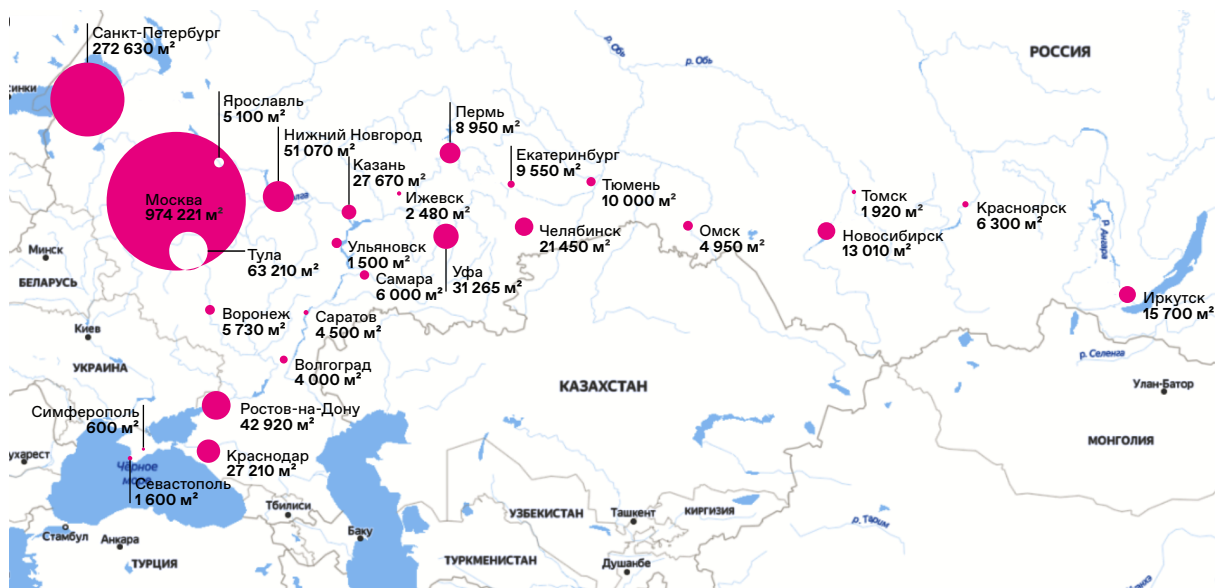 Санкт-Петербург
272 630 м²
р. Обь
р. Обь
РОССИЯ
Ярославль
5 100 м²
Нижний Новгород
51 070 м²
Пермь
8 950 м²
Казань
27 670 м²
Екатеринбург
9 550 м²
Ижевск
2 480 м²
Тюмень
10 000 м²
Томск
1 920 м²
Красноярск
6 300 м²
Москва
974 221 м²
Челябинск
21 450 м²
Омск
4 950 м²
Новосибирск
13 010 м²
р. Ангара
Минск
Тула
63 210 м²
Ульяновск
1 500 м²
Уфа
31 265 м²
Самара
6 000 м²
БЕЛАРУСЬ
Иркутск
15 700 м²
Воронеж
5 730 м²
Саратов
4 500 м²
Киев
р. Селенга
УКРАИНА
Волгоград
4 000 м²
КАЗАХСТАН
Улан-Батор
Симферополь
600 м²
Ростов-на-Дону
42 920 м²
МОНГОЛИЯ
Краснодар
27 210 м²
Чёрное
Севастополь
1 600 м²
Тбилиси
УЗБЕКИСТАН
Ташкент
КИРГИЗИЯ
р. Тарим
Стамбул
Анкара
Баку
ТУРЦИЯ
ТУРКМЕНИСТАН
Душанбе